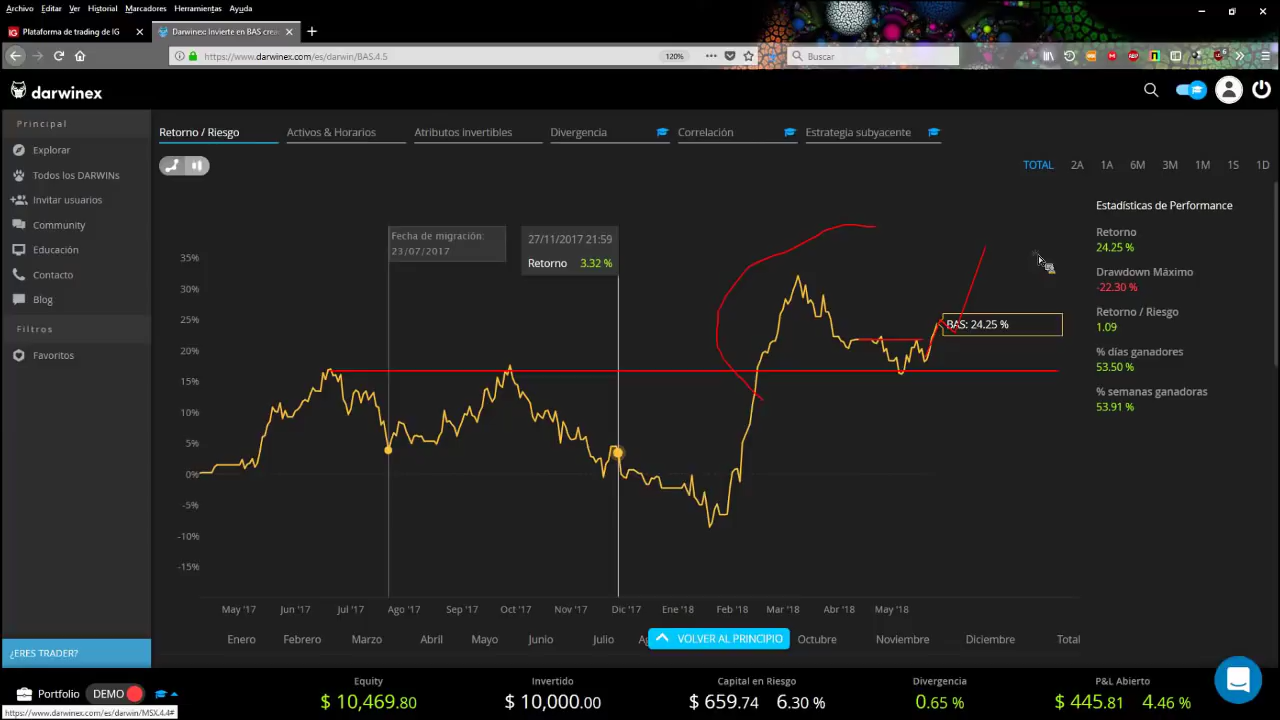 Archivo Editar Ver Historial Marcadores Herramientas Ayuda
Plataforma de trading de IG
Darwinex: Invierte en BAS crea
https://www.darwinex.com/es/darwin/BAS.4.5
120%
Buscar
darwinex
Principal
Explorar
Todos los DARWINs
Invitar usuarios
Community
Educación
Contacto
Blog
Filtros
Favoritos
¿ERES TRADER?
Retorno / Riesgo Activos & Horarios Atributos invertibles Divergencia Correlación Estrategia subyacente
TOTAL 2A 1A 6M 3M 1M 1S 1D
Fecha de migración:
23/07/2017
27/11/2017 21:59
Retorno 3.32 %
35%
30%
25%
20%
15%
10%
5%
0%
-5%
-10%
-15%
BAS: 24.25 %
May '17 Jun '17 Jul '17 Ago '17 Sep '17 Oct '17 Nov '17 Dic '17 Ene '18 Feb '18 Mar '18 Abr '18 May '18
Enero Febrero Marzo Abril Mayo Junio Julio Octubre Noviembre Diciembre Total
VOLVER AL PRINCIPIO
Estadísticas de Performance
Retorno
24.25 %
Drawdown Máximo
-22.30 %
Retorno / Riesgo
1.09
% días ganadores
53.50 %
% semanas ganadoras
53.91 %
Portfolio DEMO
Equity
$ 10,469.80
Invertido
$ 10,000.00
Capital en Riesgo
$ 659.74 6.30 %
Divergencia
0.65 %
P&L Abierto
$ 445.81 4.46 %
https://www.darwinex.com/es/darwin/MSX.4.4#